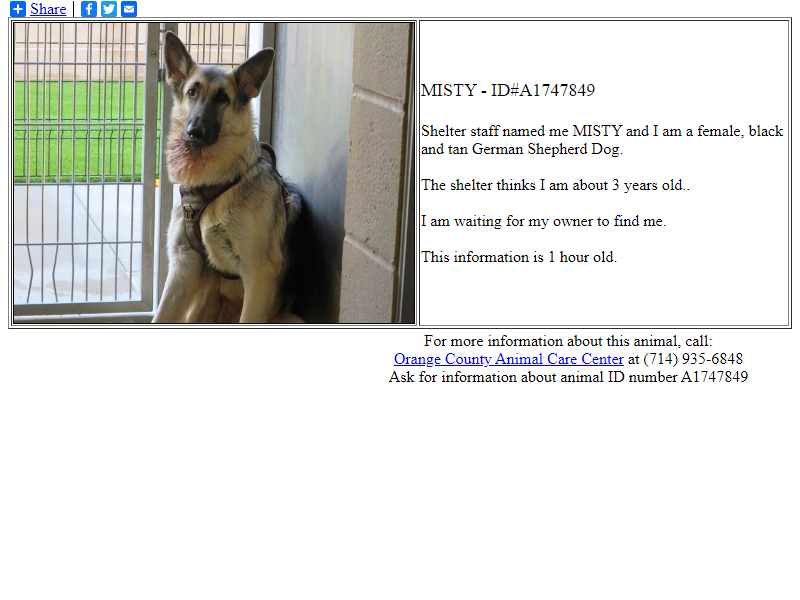 Share |
MISTY - ID#A1747849
Shelter staff named me MISTY and I am a female, black
and tan German Shepherd Dog.
The shelter thinks I am about 3 years old..
I am waiting for my owner to find me.
This information is 1 hour old.
For more information about this animal, call:
Orange County Animal Care Center at (714) 935-6848
Ask for information about animal ID number A1747849